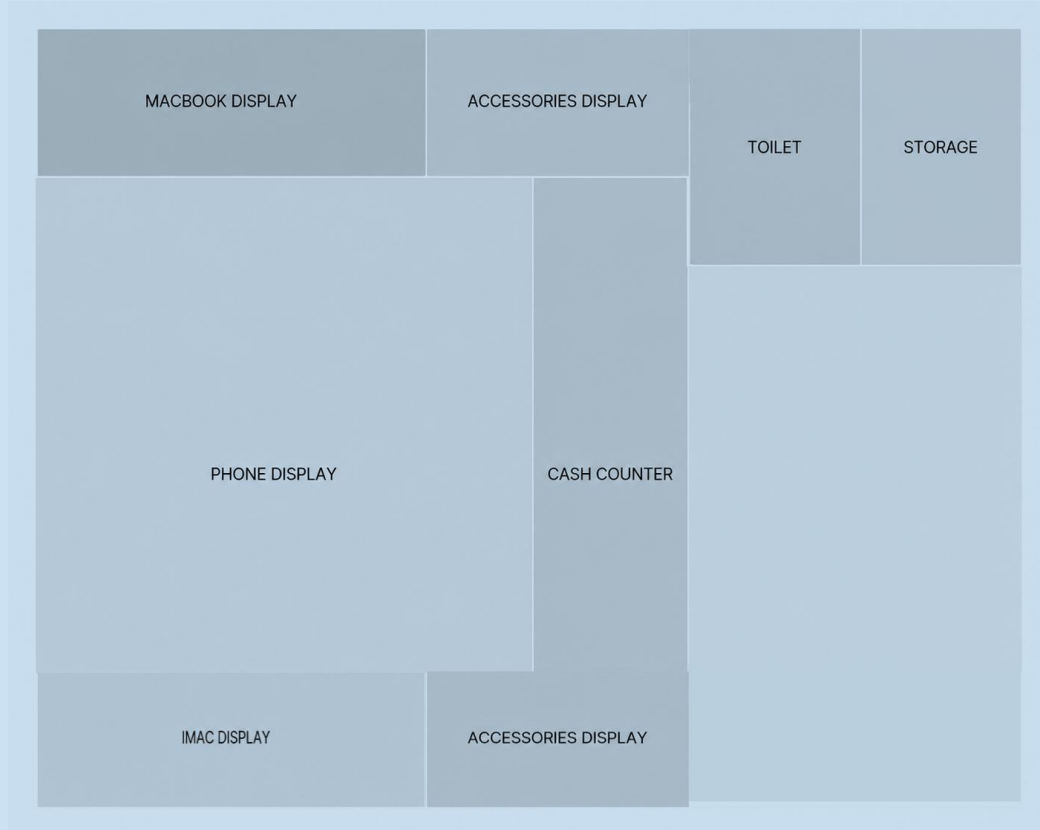 MACBOOK DISPLAY
ACCESSORIES DISPLAY
TOILET
STORAGE
PHONE DISPLAY
CASH COUNTER
IMAC DISPLAY
ACCESSORIES DISPLAY